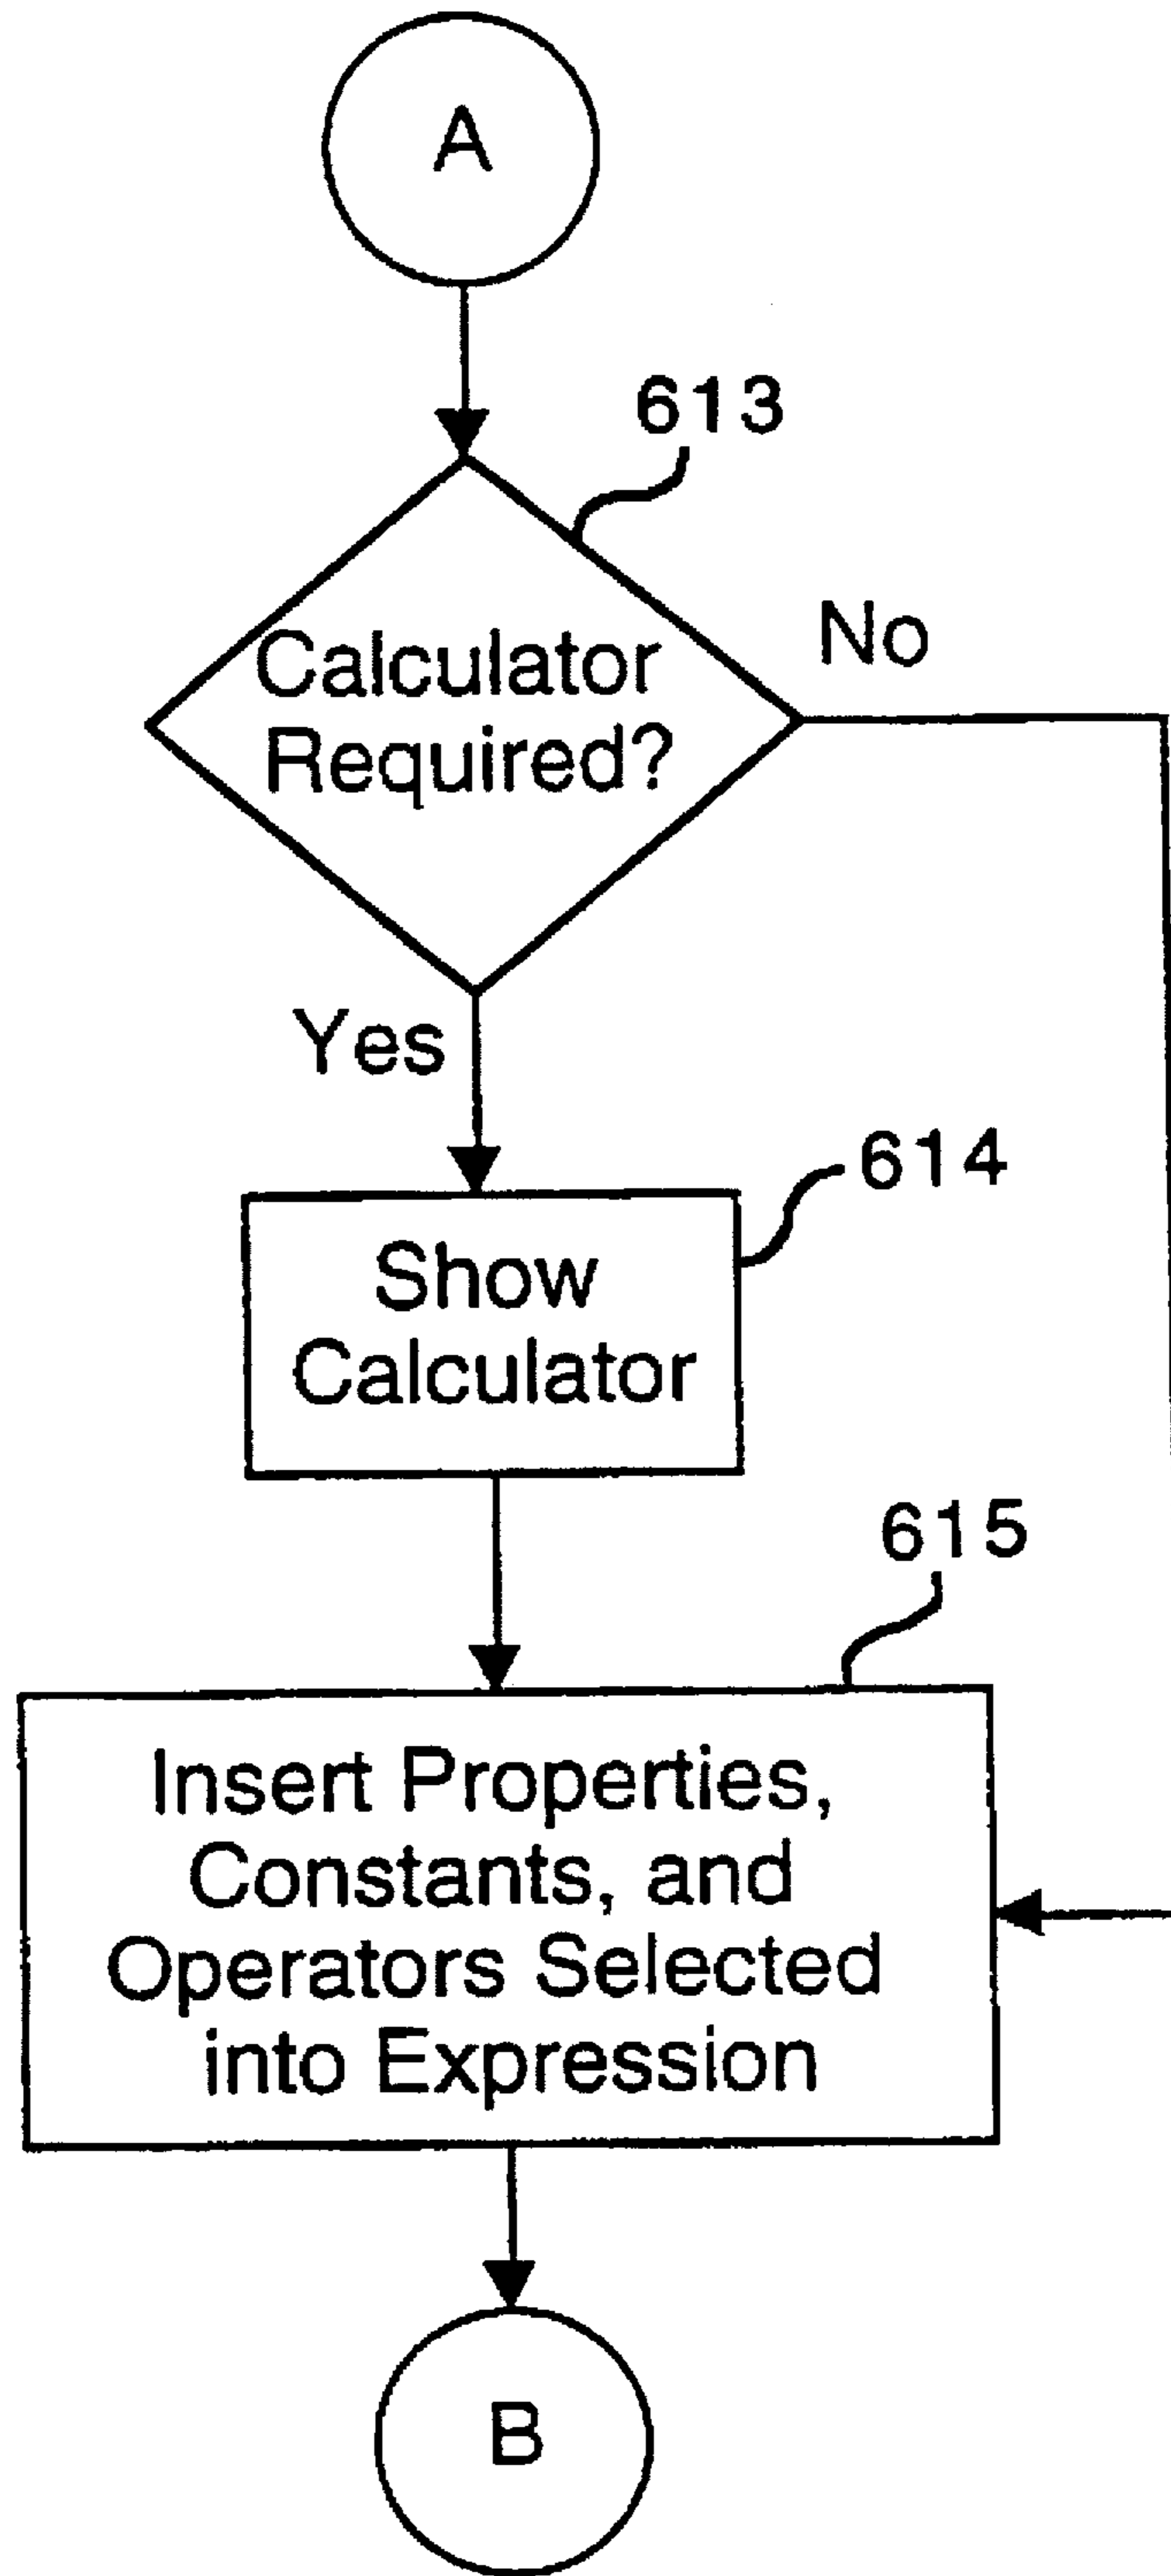 A
613
Calculator
Required?
No
Yes
614
Show
Calculator
615
Insert Properties,
Constants, and
Operators Selected
into Expression
B